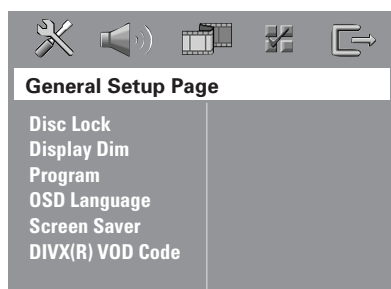 General Setup Page
Disc Lock
Display Dim
Program
OSD Language
Screen Saver
DIVX(R) VOD Code